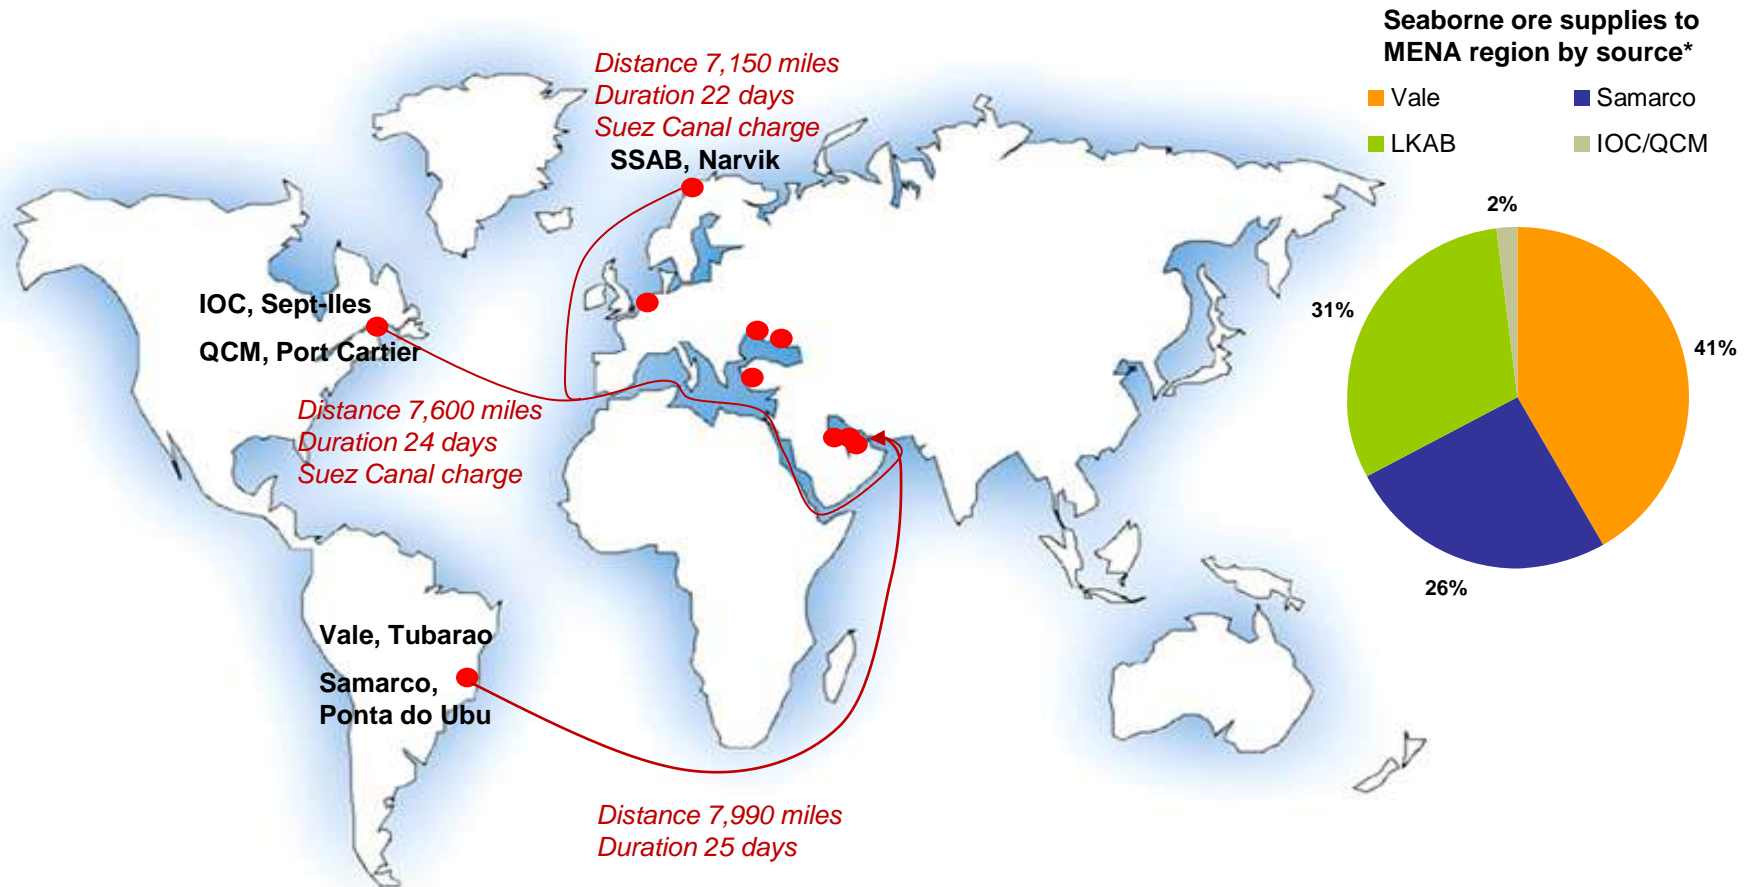 Seaborne ore supplies to
MENA region by source*
Vale
Samarco
LKAB
IOC/QCM
2%
31%
41%
26%
Distance 7,150 miles
Duration 22 days
Suez Canal charge
SSAB, Narvik
IOC, Sept-Iles
QCM, Port Cartier
Distance 7,600 miles
Duration 24 days
Suez Canal charge
Vale, Tubarao
Samarco,
Ponta do Ubu
Distance 7,990 miles
Duration 25 days